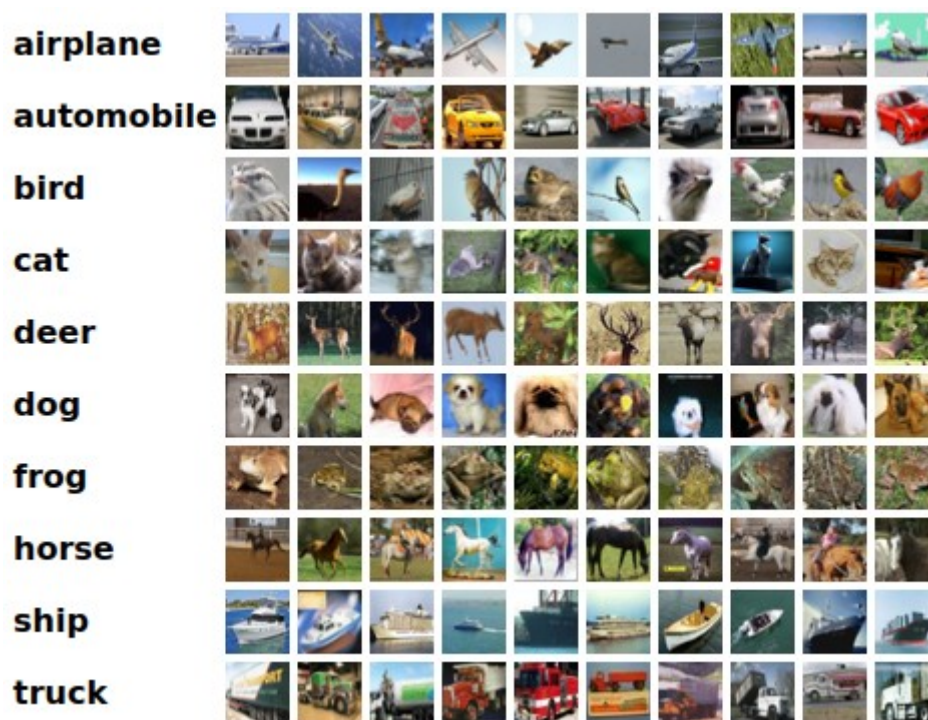 airplane
automobile
bird
cat
deer
dog
frog
horse
ship
truck